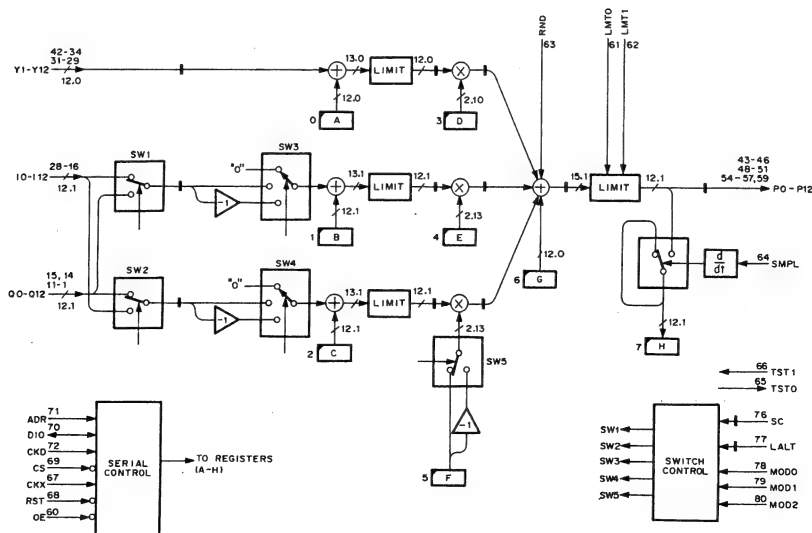 42-34
31-29
Y1-Y12
12.0
13.0
LIMIT
12.0
12.0
0
A
2.10
3
D
RND
63
LMT0
61
LMT1
62
28-16
I0-I12
12.1
SW1
SW3
"0"
-1
13.1
LIMIT
12.1
12.1
1
B
2.13
4
E
15.1
LIMIT
12.1
43-46
48-51
54-57,59
P0-P12
12.0
6
G
15, 14
11-1
Q0-Q12
12.1
SW2
SW4
"0"
-1
13.1
LIMIT
12.1
12.1
2
C
2.13
SW5
-1
5
F
d
dt
64
SMPL
12.1
7
H
66
TST1
65
TST0
ADR
71
DIO
70
CKD
72
CS
69
CKX
67
RST
68
OE
60
SERIAL
CONTROL
TO REGISTERS
(A-H)
SW1
SW2
SW3
SW4
SW5
SWITCH
CONTROL
76
SC
77
LALT
78
MOD0
79
MOD1
80
MOD2